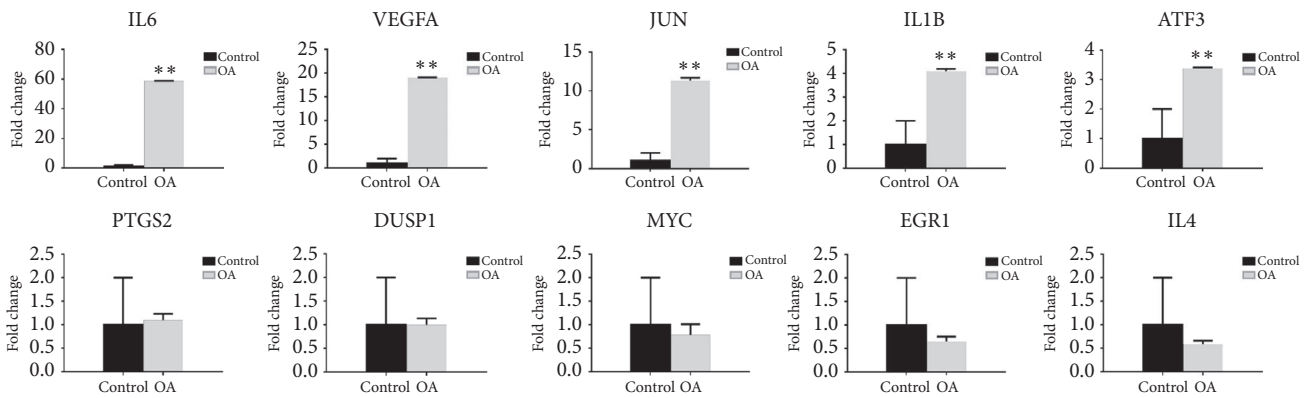 IL6
80
60
40
20
0
Fold change
**
Control
OA
Control OA
VEGFA
25
20
15
10
5
0
Fold change
**
Control
OA
Control OA
JUN
15
10
5
0
Fold change
**
Control
OA
Control OA
IL1B
5
4
3
2
1
0
Fold change
**
Control
OA
Control OA
ATF3
4
3
2
1
0
Fold change
**
Control
OA
Control OA
PTGS2
2.5
2.0
1.5
1.0
0.5
0.0
Fold change
Control
OA
Control OA
DUSP1
2.5
2.0
1.5
1.0
0.5
0.0
Fold change
Control
OA
Control OA
MYC
2.5
2.0
1.5
1.0
0.5
0.0
Fold change
Control
OA
Control OA
EGR1
2.5
2.0
1.5
1.0
0.5
0.0
Fold change
Control
OA
Control OA
IL4
2.5
2.0
1.5
1.0
0.5
0.0
Fold change
Control
OA
Control OA